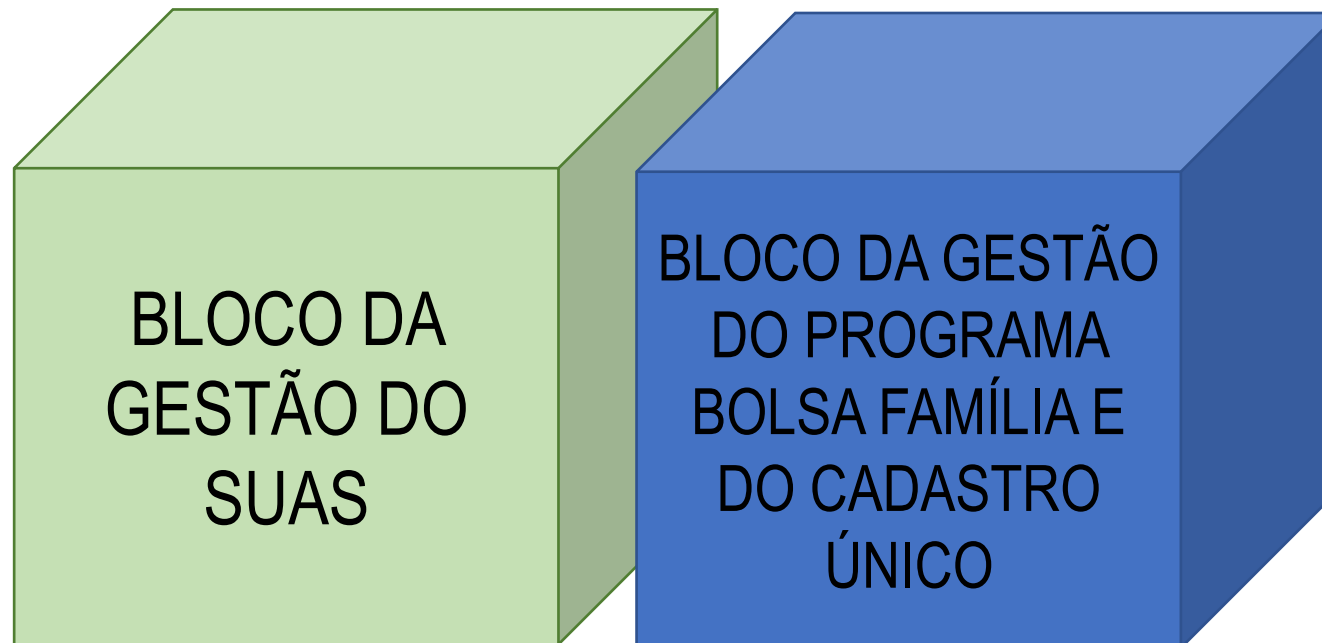 BLOCO DA
GESTÃO DO
SUAS
BLOCO DA GESTÃO
DO PROGRAMA
BOLSA FAMÍLIA E
DO CADASTRO
ÚNICO